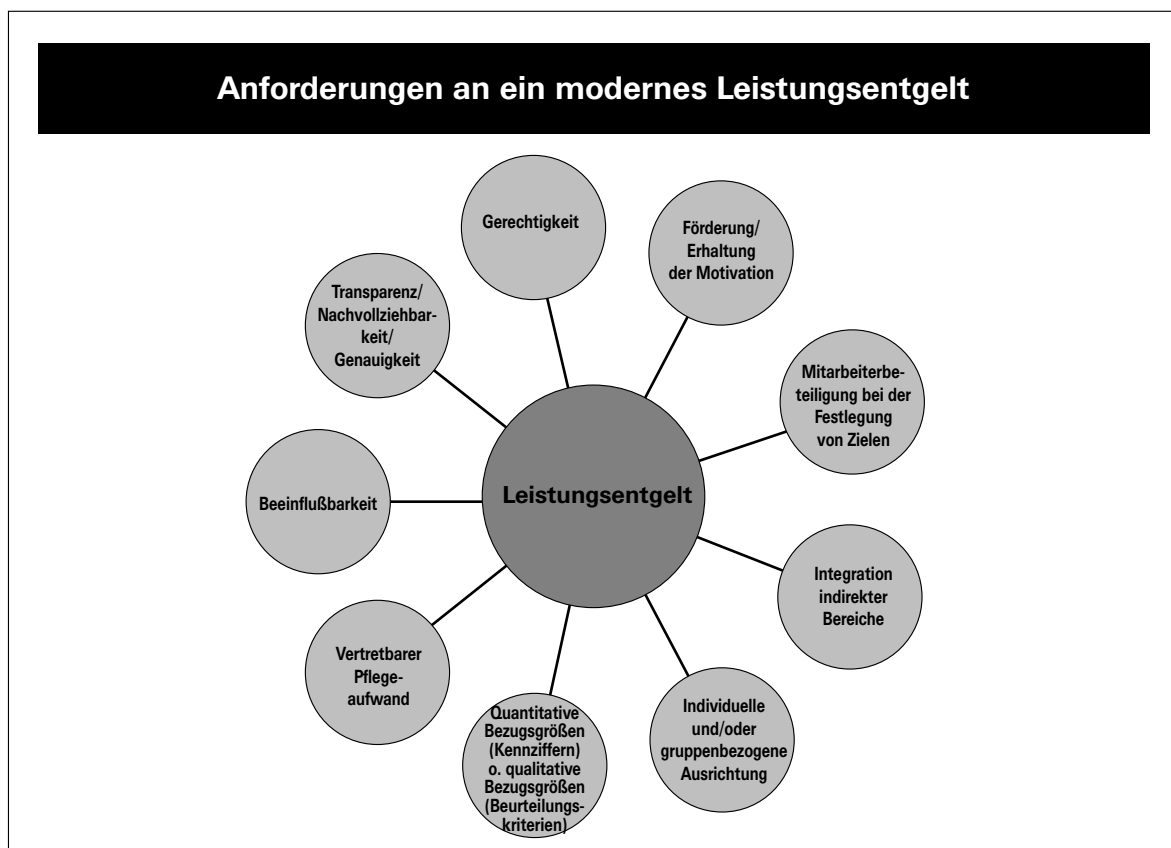 Anforderungen an ein modernes Leistungsentgelt
Gerechtigkeit
Förderung/
Erhaltung
der Motivation
Transparenz/
Nachvollziehbar-
keit/
Genauigkeit
Mitarbeiterbe-
teiligung bei der
Festlegung
von Zielen
Beeinflußbarkeit
Leistungsentgelt
Integration
indirekter
Bereiche
Vertretbarer
Pflege-
aufwand
Quantitative
Bezugsgrößen
(Kennziffern)
o. qualitative
Bezugsgrößen
(Beurteilungs-
kriterien)
Individuelle
und/oder
gruppenbezogene
Ausrichtung